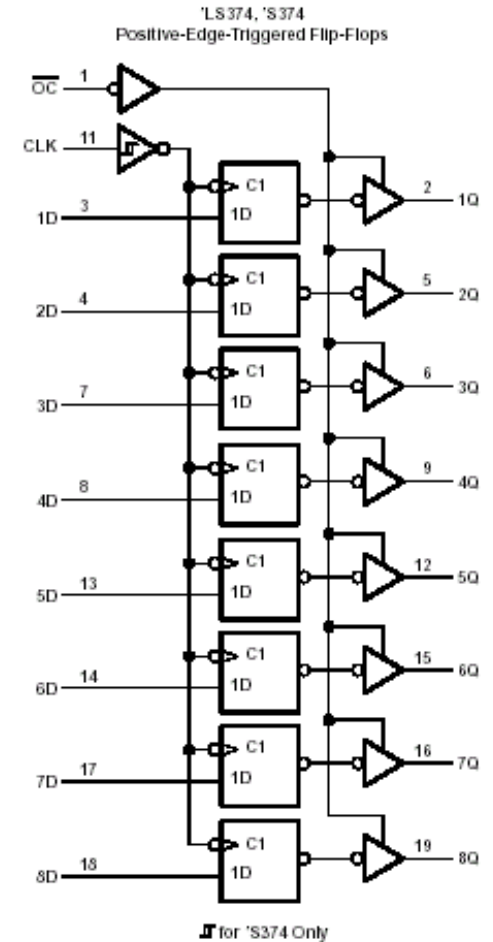 'LS374, 'S374
Positive-Edge-Triggered Flip-Flops
OC 1
CLK 11
C1
1D 3 1D 2 1Q
C1
2D 4 1D 5 2Q
C1
3D 7 1D 6 3Q
C1
4D 8 1D 9 4Q
C1
5D 13 1D 12 5Q
C1
6D 14 1D 15 6Q
C1
7D 17 1D 16 7Q
C1
8D 18 1D 19 8Q
for 'S374 Only